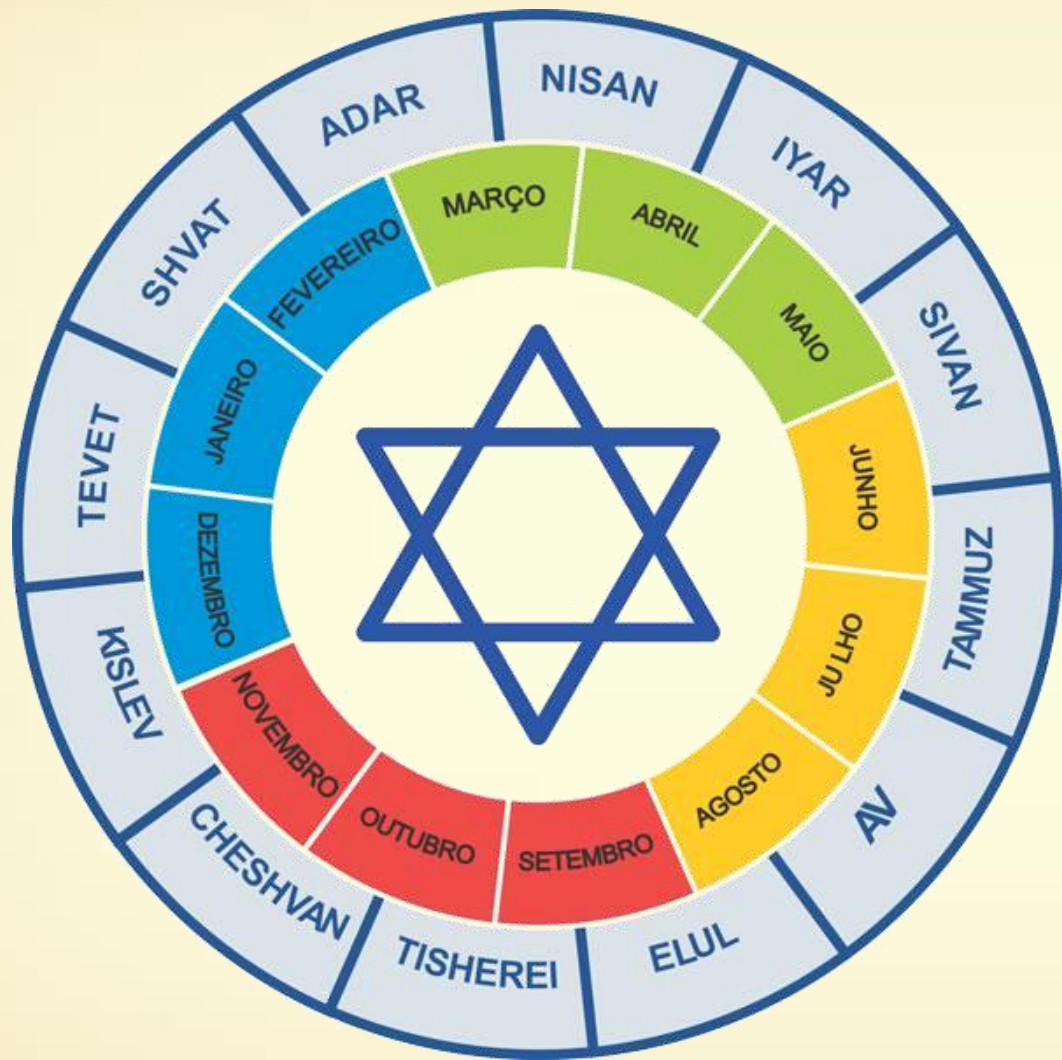 NISAN
IYAR
SIVAN
TAMMUZ
AV
ELUL
TISHEREI
CHESHVAN
KISLEV
TEVET
SHVAT
ADAR
MARÇO
ABRIL
MAIO
JUNHO
JULHO
AGOSTO
SETEMBRO
OUTUBRO
NOVEMBRO
DEZEMBRO
JANEIRO
FEVEREIRO